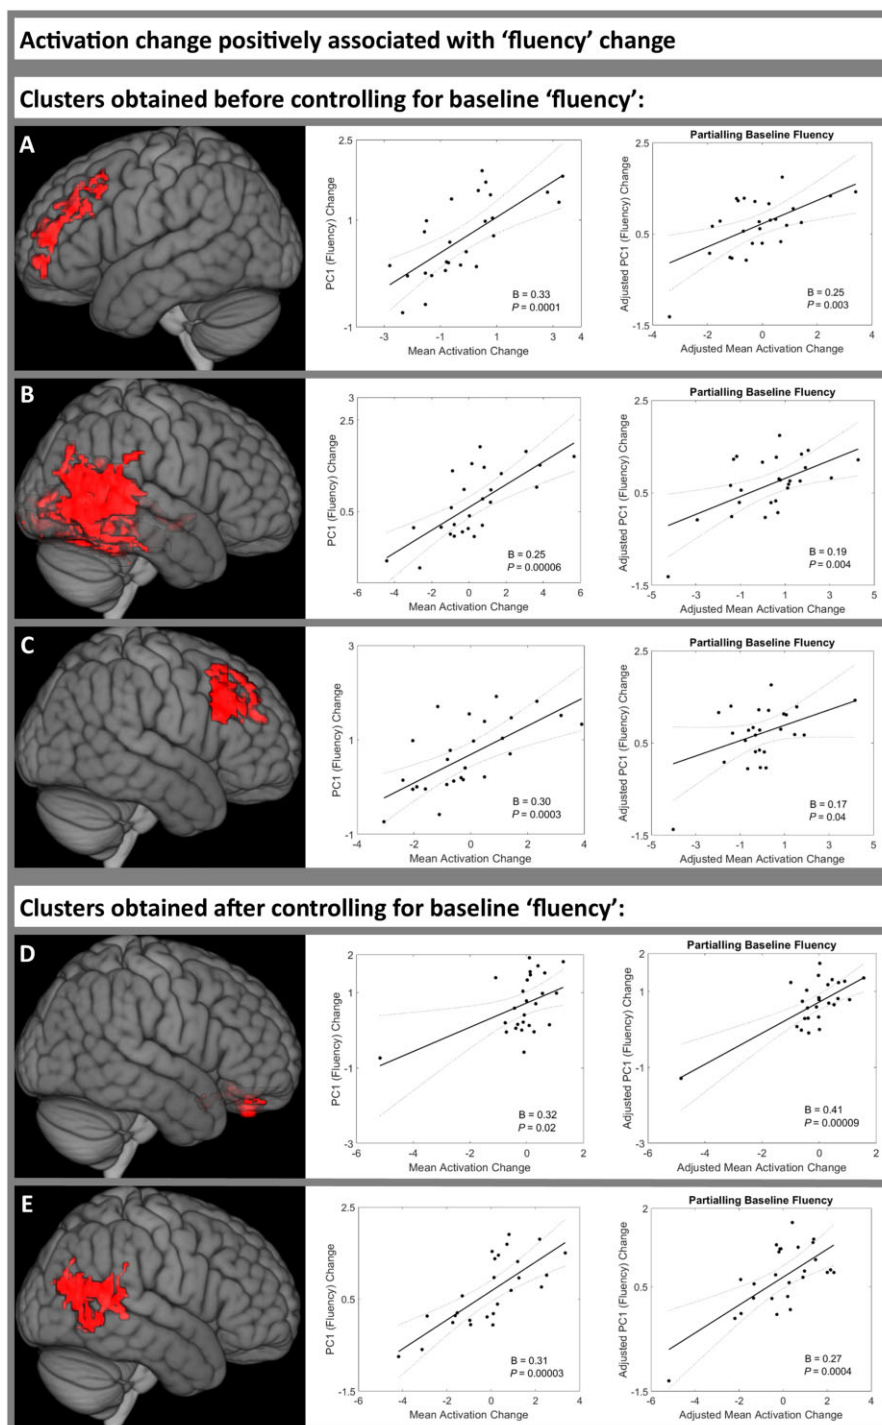 Activation change positively associated with ‘fluency’ change
Clusters obtained before controlling for baseline ‘fluency’:
A
2.5
1
-1
PC1 (Fluency) Change
B = 0.33
P = 0.0001
-3
-1
1
3
4
Mean Activation Change
Partialling Baseline Fluency
2.5
0.5
-1.5
Adjusted PC1 (Fluency) Change
B = 0.25
P = 0.003
-4
-2
0
2
4
Adjusted Mean Activation Change
B
3
2.5
0.5
PC1 (Fluency) Change
B = 0.25
P = 0.00006
-6
-4
-2
0
2
4
6
Mean Activation Change
Partialling Baseline Fluency
2.5
0.5
-1.5
Adjusted PC1 (Fluency) Change
B = 0.19
P = 0.004
-5
-3
-1
1
3
5
Adjusted Mean Activation Change
C
3
1
-1
PC1 (Fluency) Change
B = 0.30
P = 0.0003
-4
-2
0
2
4
Mean Activation Change
Partialling Baseline Fluency
2.5
0.5
-1.5
Adjusted PC1 (Fluency) Change
B = 0.17
P = 0.04
-5
-3
-1
1
3
5
Adjusted Mean Activation Change
Clusters obtained after controlling for baseline ‘fluency’:
D
2
1
-1
-3
PC1 (Fluency) Change
B = 0.32
P = 0.02
-6
-4
-2
0
2
Mean Activation Change
Partialling Baseline Fluency
2
1
-1
-3
Adjusted PC1 (Fluency) Change
B = 0.41
P = 0.00009
-6
-4
-2
0
2
Adjusted Mean Activation Change
E
2.5
0.5
-1.5
PC1 (Fluency) Change
B = 0.31
P = 0.00003
-6
-4
-2
0
2
4
Mean Activation Change
Partialling Baseline Fluency
2
0.5
-1.5
Adjusted PC1 (Fluency) Change
B = 0.27
P = 0.0004
-6
-4
-2
0
2
4
Adjusted Mean Activation Change